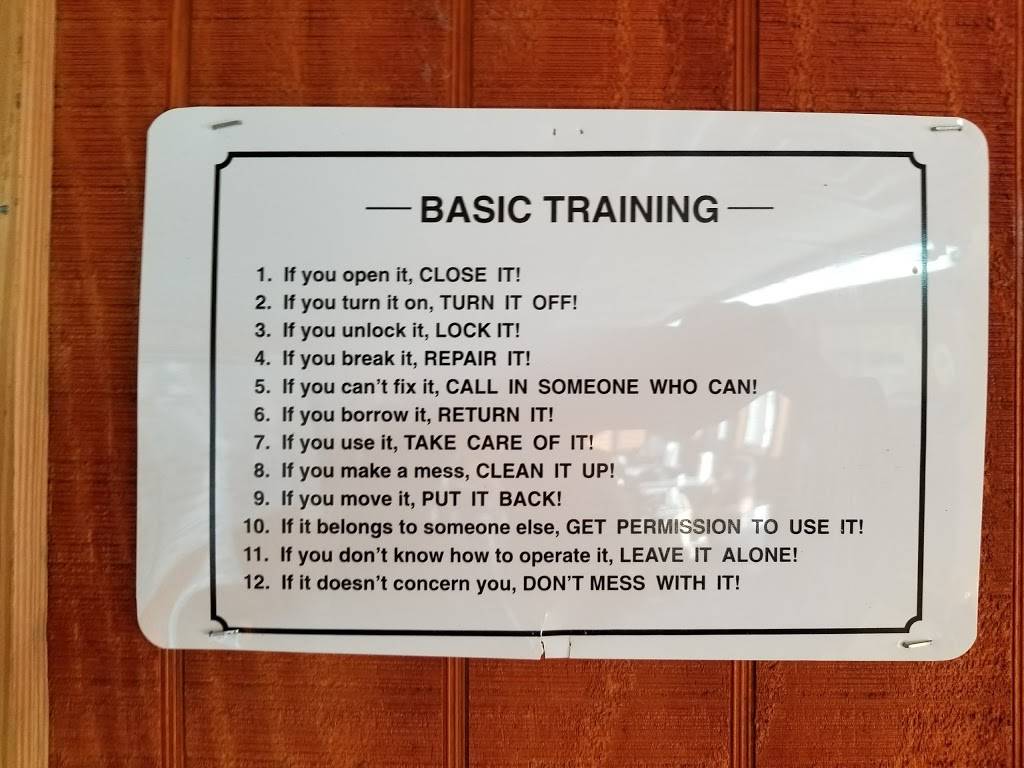 BASIC TRAINING
1. If you open it, CLOSE IT!
2. If you turn it on, TURN IT OFF!
3. If you unlock it, LOCK IT!
4. If you break it, REPAIR IT!
5. If you can't fix it, CALL IN SOMEONE WHO CAN!
6. If you borrow it, RETURN IT!
7. If you use it, TAKE CARE OF IT!
8. If you make a mess, CLEAN IT UP!
9. If you move it, PUT IT BACK!
10. If it belongs to someone else, GET PERMISSION TO USE IT!
11. If you don't know how to operate it, LEAVE IT ALONE!
12. If it doesn't concern you, DON'T MESS WITH IT!